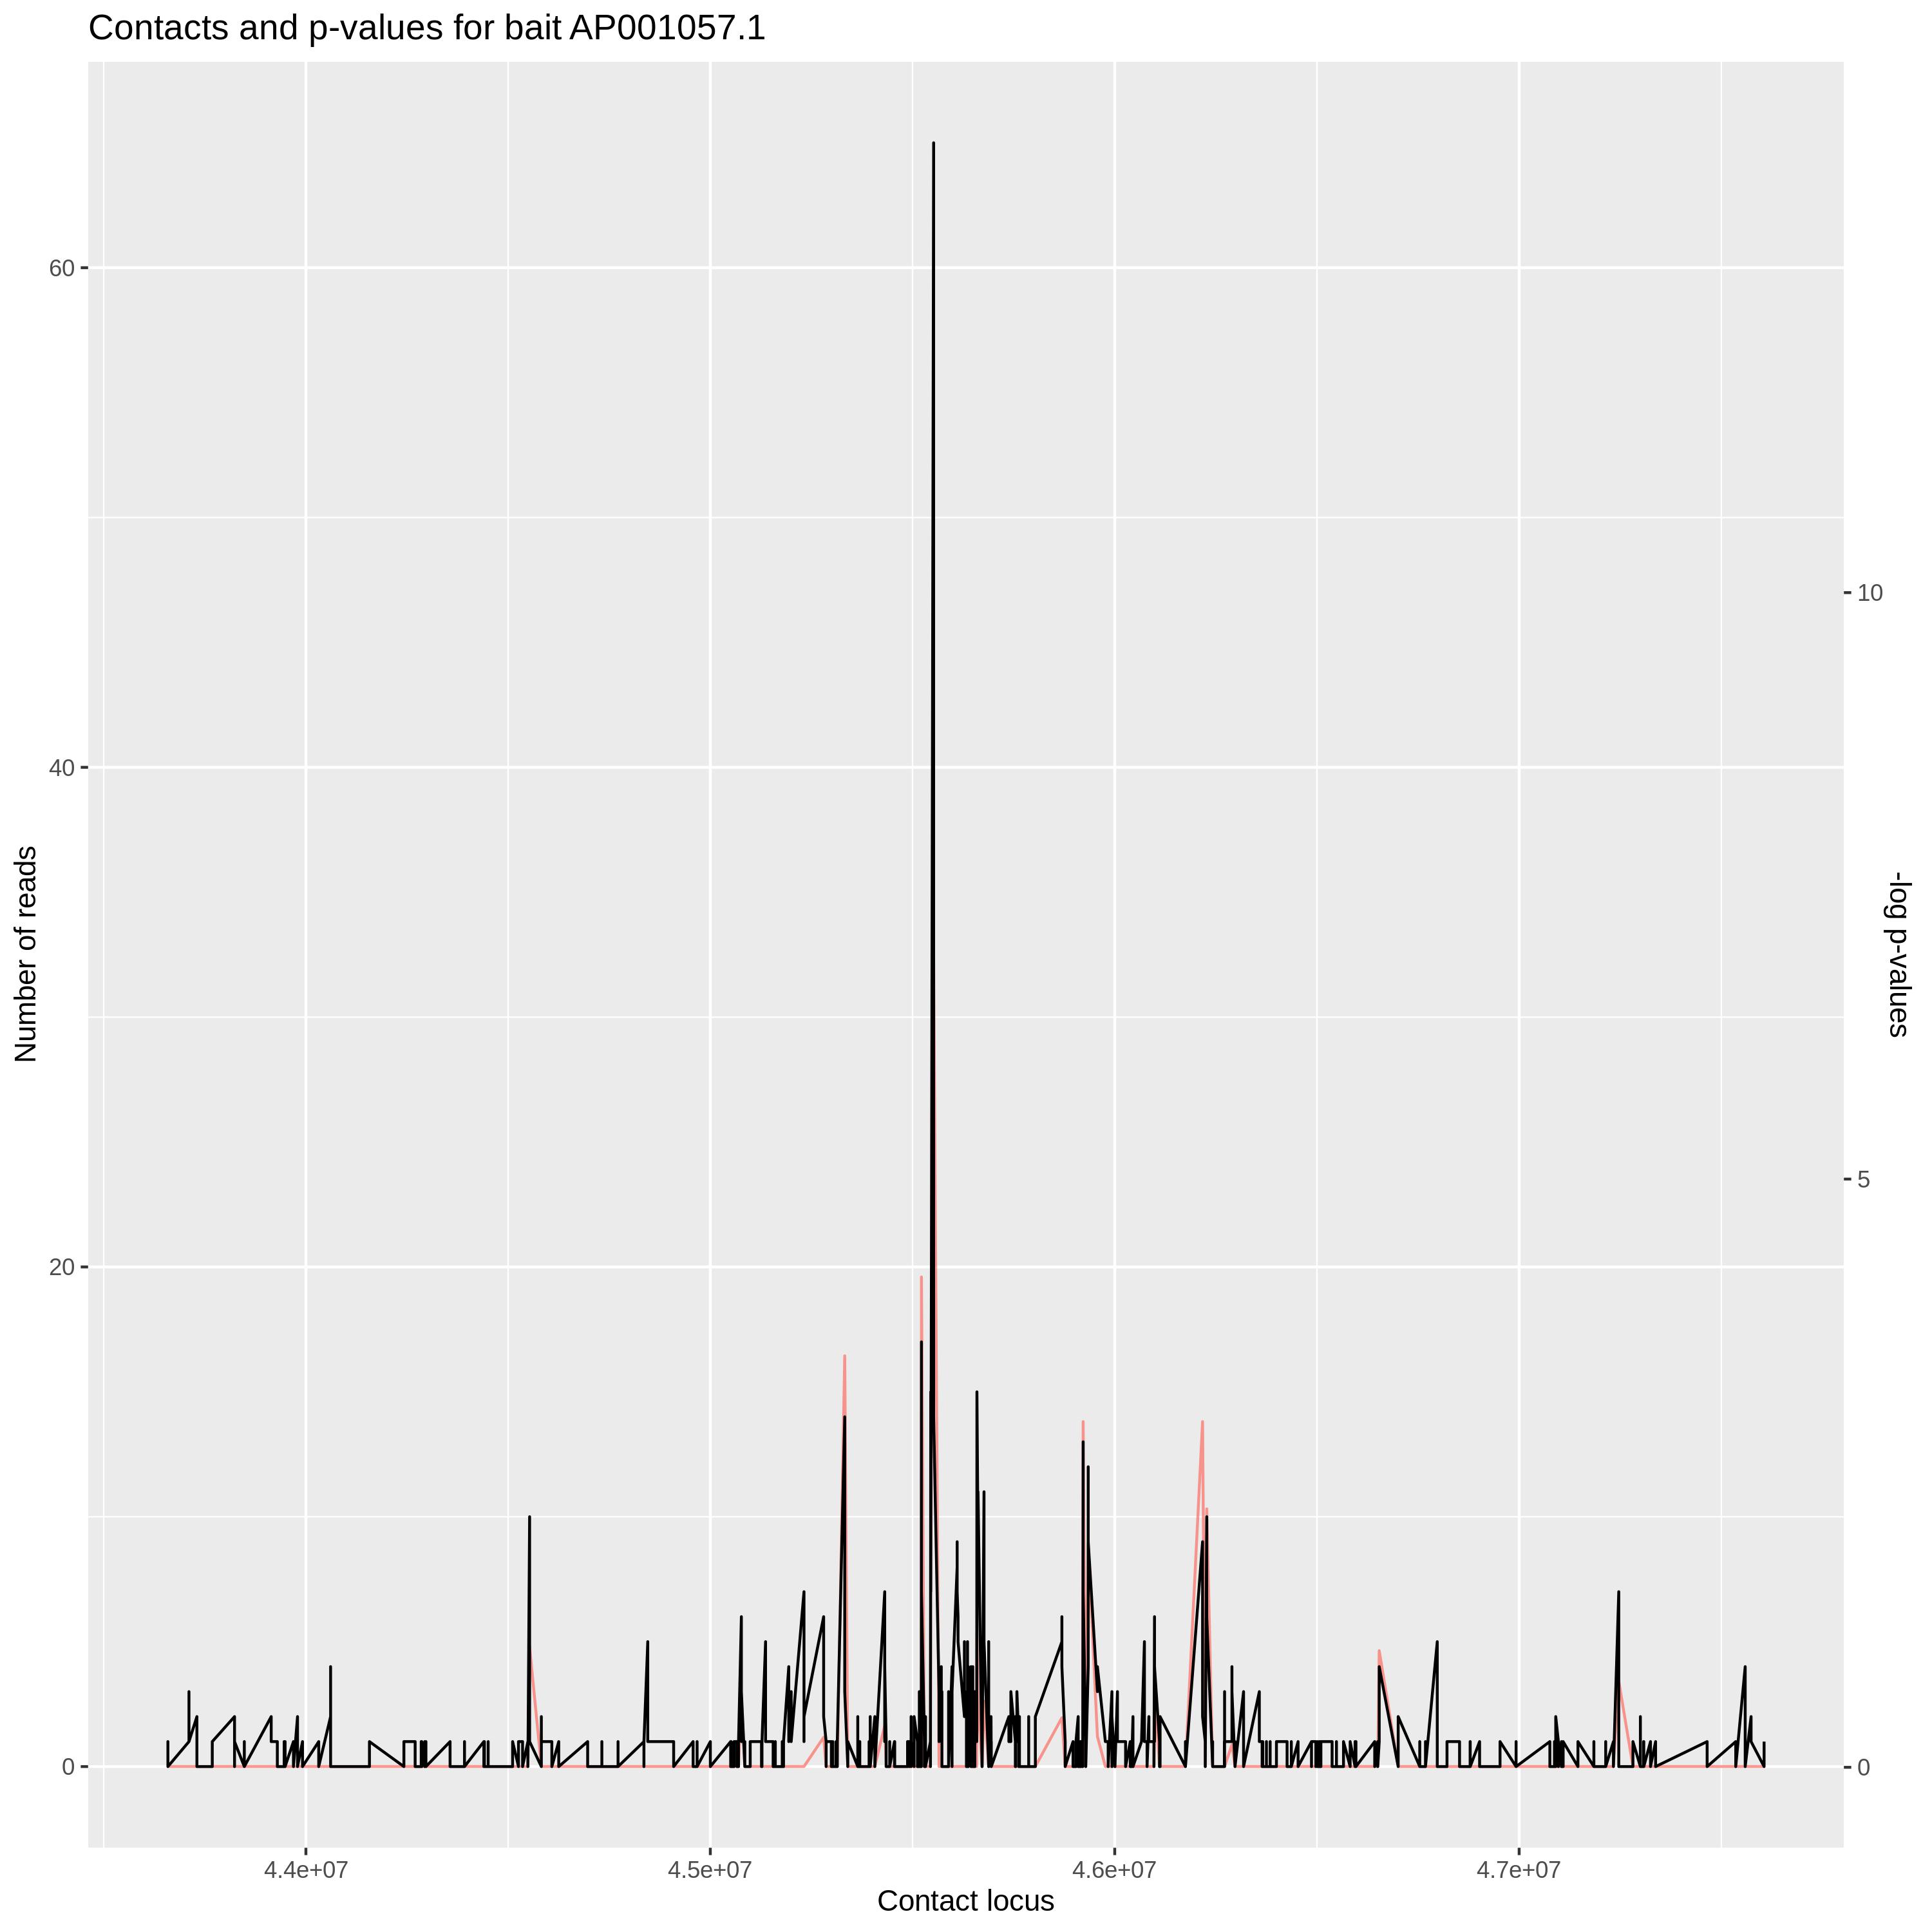 Contacts and p-values for bait AP001057.1
60
40
20
0
Number of reads
10
5
0
-log p-values
4.4e+07
4.5e+07
4.6e+07
4.7e+07
Contact locus